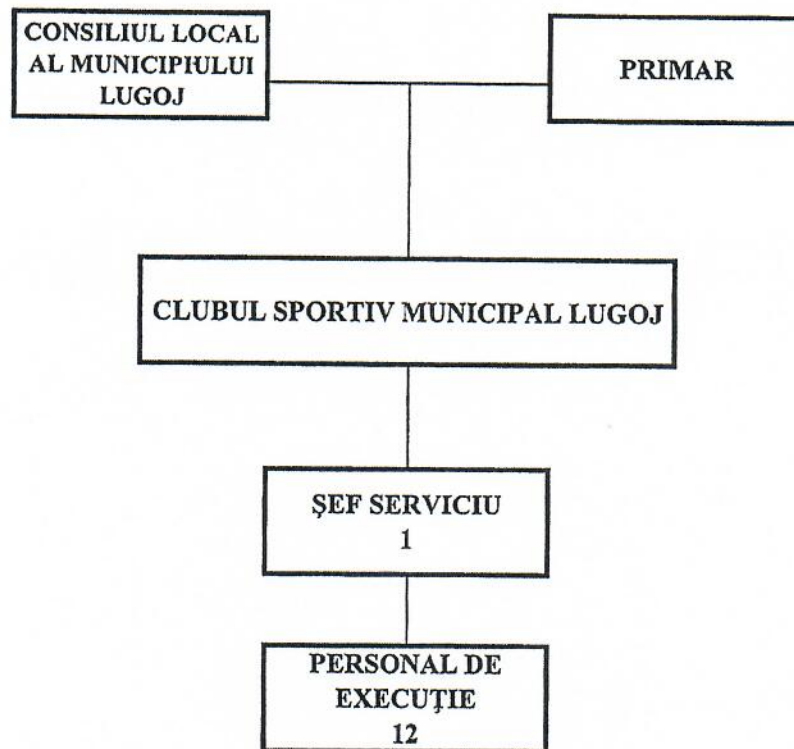 CONSILIUL LOCAL
AL MUNICIPIULUI
LUGOJ
PRIMAR
CLUBUL SPORTIV MUNICIPAL LUGOJ
ŞEF SERVICIU
1
PERSONAL DE
EXECUŢIE
12